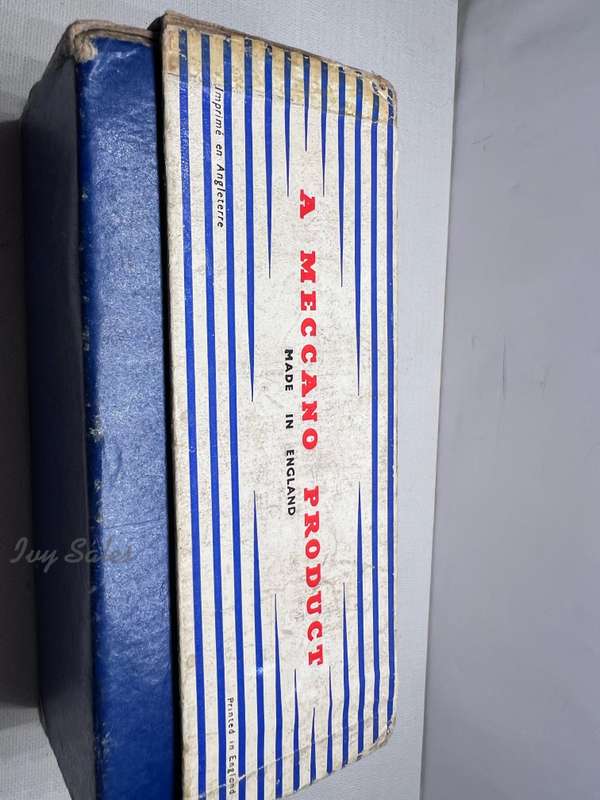 A MECCANO PRODUCT
MADE IN ENGLAND
Imprimé en Angleterre
Printed in England
Ivy Sales